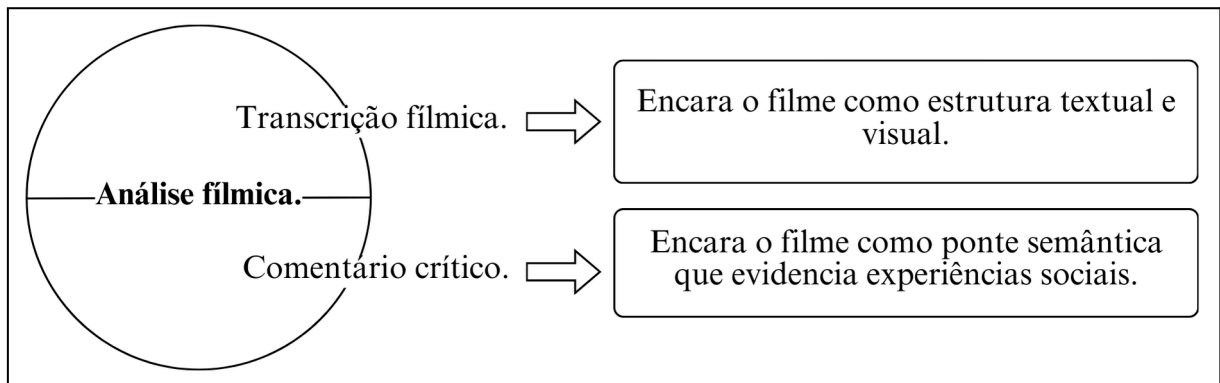 Transcrição fílmica.
Encara o filme como estrutura textual e
visual.
Análise fílmica.
Comentário crítico.
Encara o filme como ponte semântica
que evidencia experiências sociais.